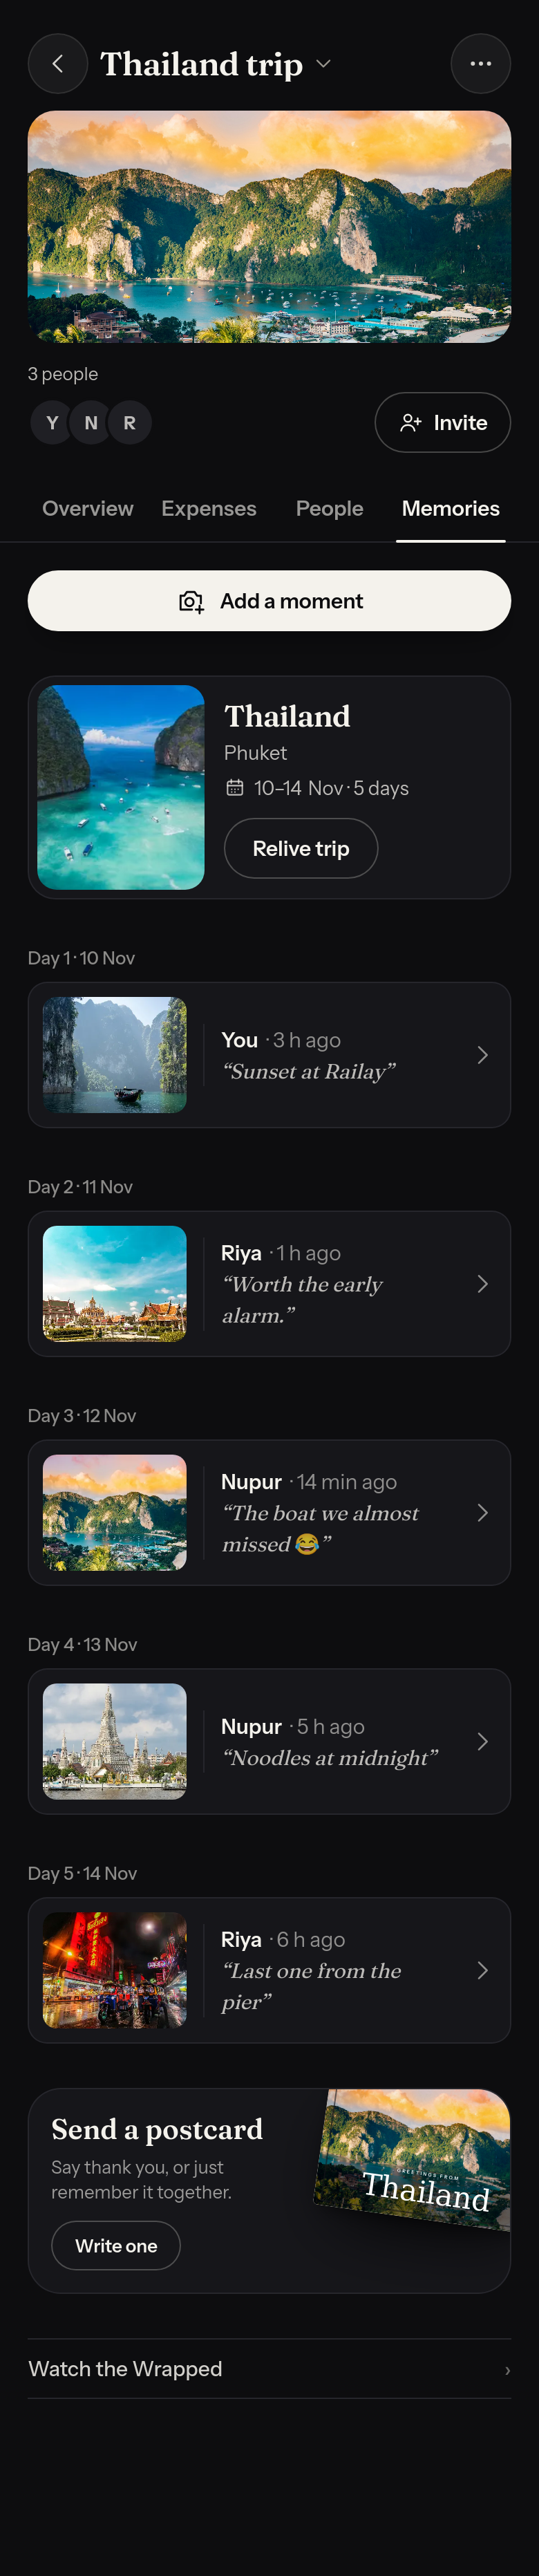 Thailand trip
3 people
Y N R
Invite
Overview Expenses People Memories
Add a moment
Thailand
Phuket
10–14 Nov · 5 days
Relive trip
Day 1 · 10 Nov
You · 3 h ago
“Sunset at Railay”
Day 2 · 11 Nov
Riya · 1 h ago
“Worth the early
alarm.”
Day 3 · 12 Nov
Nupur · 14 min ago
“The boat we almost
missed 😂”
Day 4 · 13 Nov
Nupur · 5 h ago
“Noodles at midnight”
Day 5 · 14 Nov
Riya · 6 h ago
“Last one from the
pier”
Send a postcard
Say thank you, or just
remember it together.
Write one
GREETINGS FROM
Thailand
Watch the Wrapped